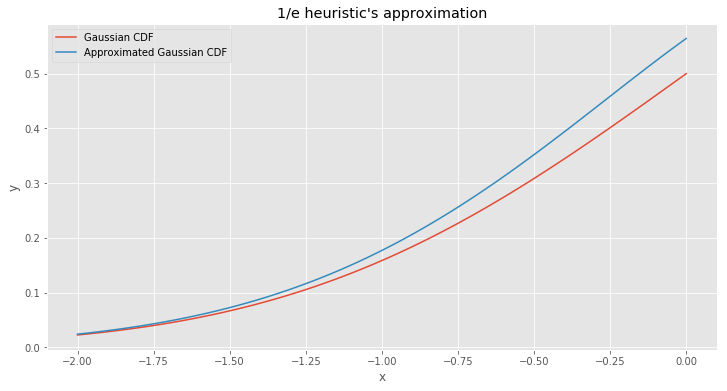 1/e heuristic's approximation
Gaussian CDF
Approximated Gaussian CDF
y
0.5
0.4
0.3
0.2
0.1
0.0
−2.00 −1.75 −1.50 −1.25 −1.00 −0.75 −0.50 −0.25 0.00
x